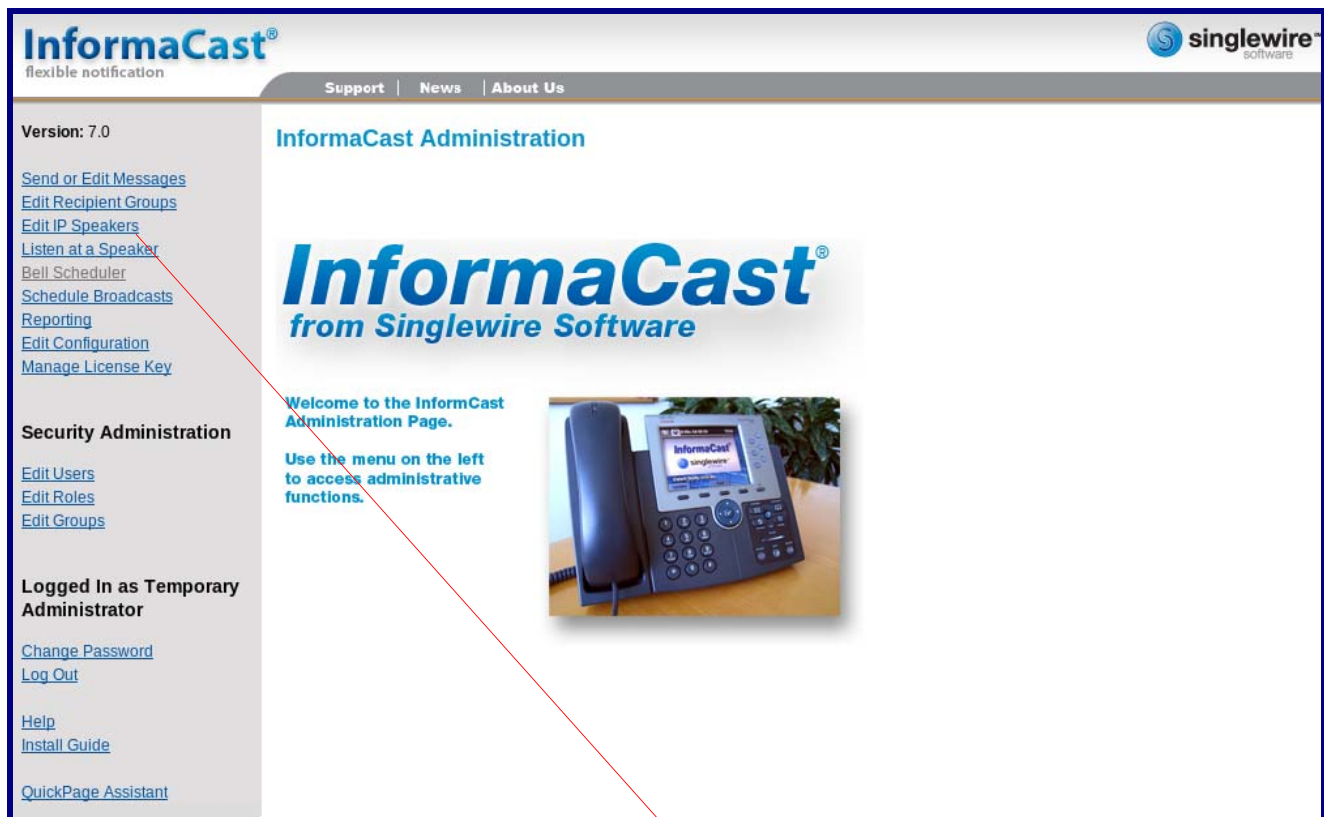 InformaCast®
flexible notification
singlewire™
software
Support | News | About Us
Version: 7.0
Send or Edit Messages
Edit Recipient Groups
Edit IP Speakers
Listen at a Speaker
Bell Scheduler
Schedule Broadcasts
Reporting
Edit Configuration
Manage License Key
Security Administration
Edit Users
Edit Roles
Edit Groups
Logged In as Temporary
Administrator
Change Password
Log Out
Help
Install Guide
QuickPage Assistant
InformaCast Administration
InformaCast®
from Singlewire Software
Welcome to the InformCast
Administration Page.
Use the menu on the left
to access administrative
functions.
InformaCast
singlewire